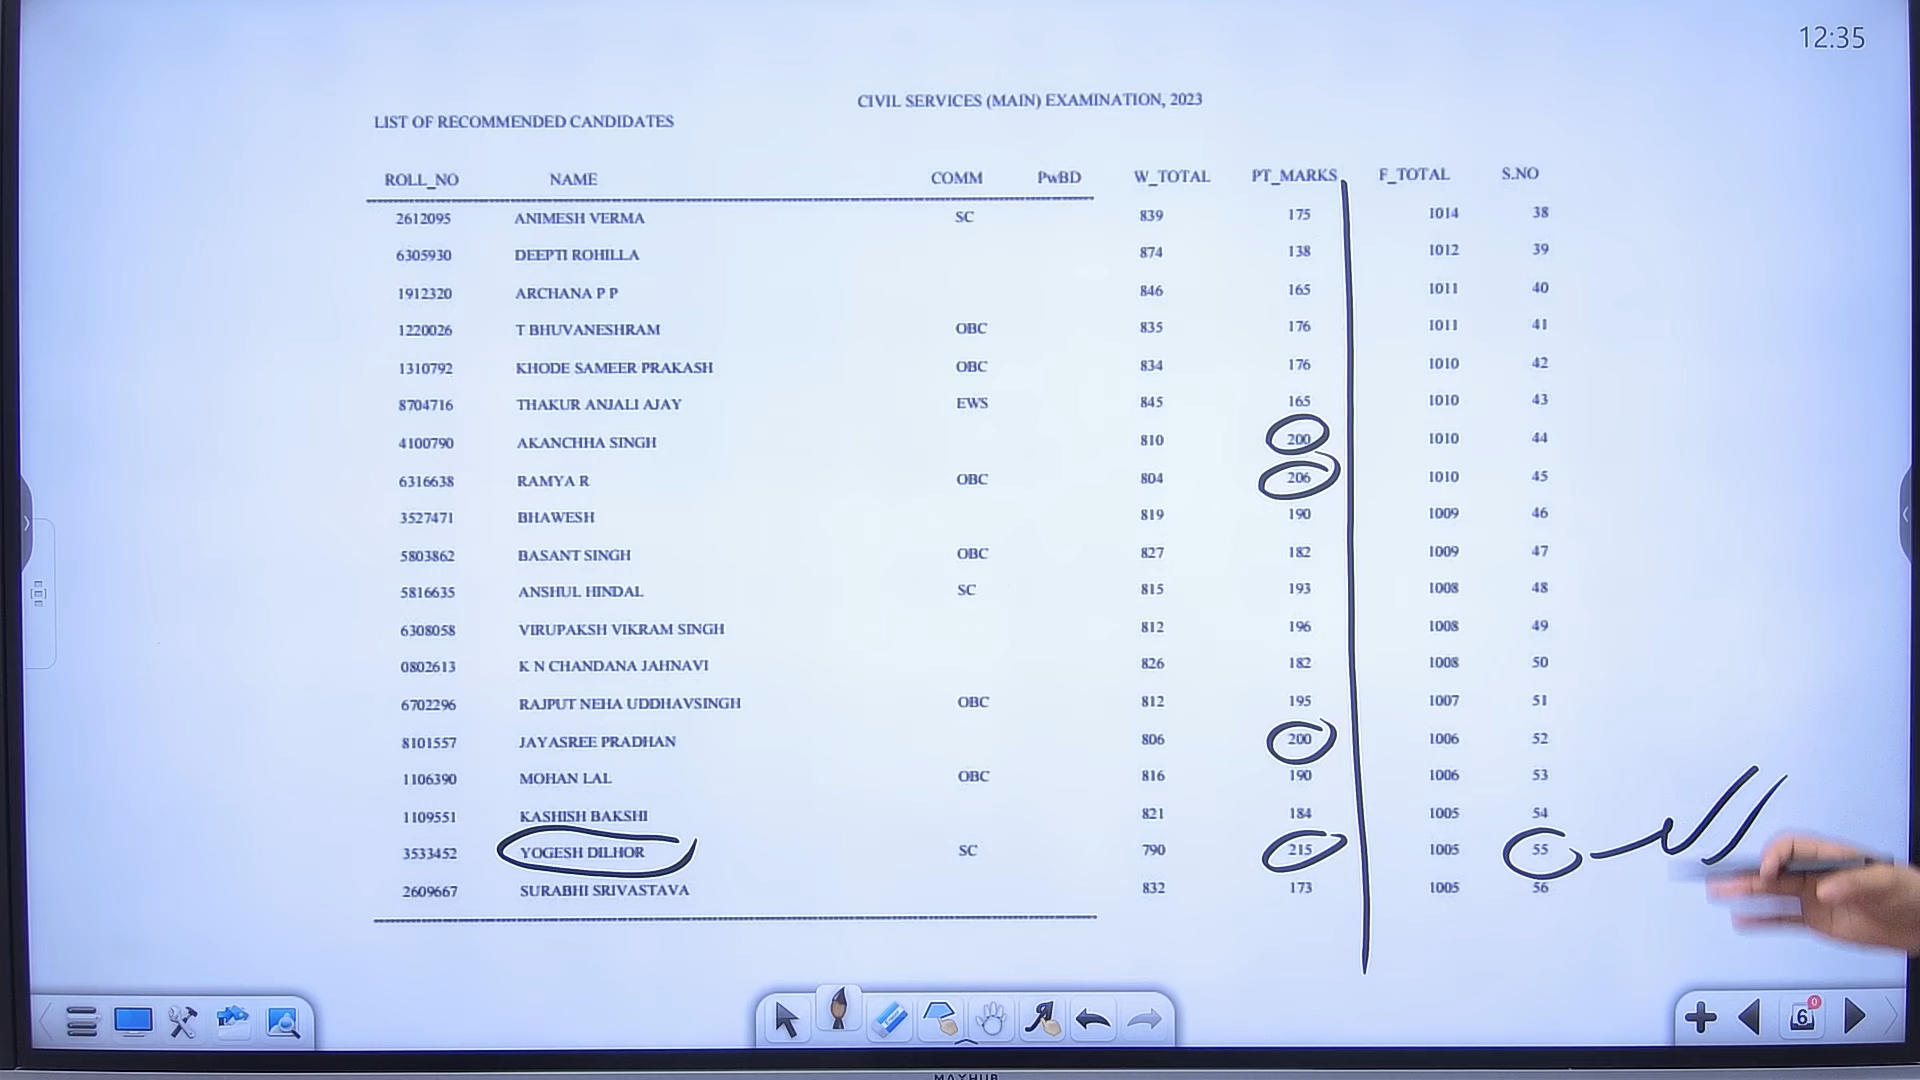 12:35
CIVIL SERVICES (MAIN) EXAMINATION, 2023
LIST OF RECOMMENDED CANDIDATES
ROLL_NO NAME COMM PwBD W_TOTAL PT_MARKS F_TOTAL S.NO
2612095 ANIMESH VERMA SC 839 175 1014 38
6305930 DEEPTI ROHILLA 874 138 1012 39
1912320 ARCHANA P P 846 165 1011 40
1220026 T BHUVANESHRAM OBC 835 176 1011 41
1310792 KHODE SAMEER PRAKASH OBC 834 176 1010 42
8704716 THAKUR ANJALI AJAY EWS 845 165 1010 43
4100790 AKANCHHA SINGH 810 200 1010 44
6316638 RAMYA R OBC 804 206 1010 45
3527471 BHAWESH 819 190 1009 46
5803862 BASANT SINGH OBC 827 182 1009 47
5816635 ANSHUL HINDAL SC 815 193 1008 48
6308058 VIRUPAKSH VIKRAM SINGH 812 196 1008 49
0802613 K N CHANDANA JAHNAVI 826 182 1008 50
6702296 RAJPUT NEHA UDDHAVSINGH OBC 812 195 1007 51
8101557 JAYASREE PRADHAN 806 200 1006 52
1106390 MOHAN LAL OBC 816 190 1006 53
1109551 KASHISH BAKSHI 821 184 1005 54
3533452 YOGESH DILHOR SC 790 215 1005 55
2609667 SURABHI SRIVASTAVA 832 173 1005 56
6 0
MAXHUB